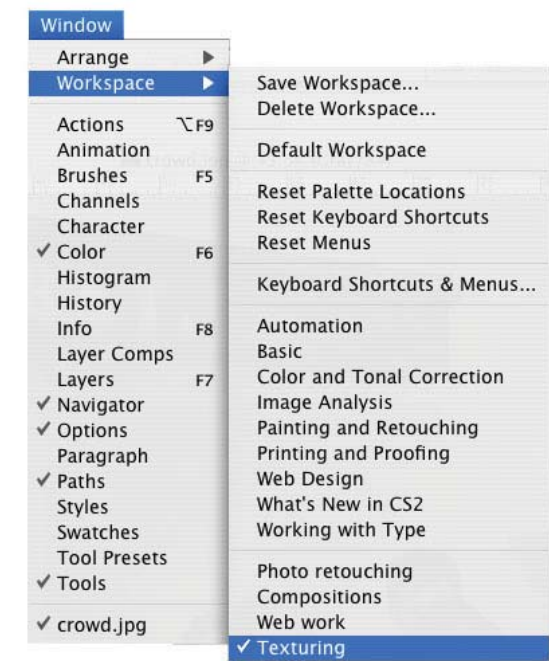 Window
Arrange ▶
Workspace ▶
Actions ⌥F9
Animation
Brushes F5
Channels
Character
✓ Color F6
Histogram
History
Info F8
Layer Comps
Layers F7
✓ Navigator
✓ Options
Paragraph
✓ Paths
Styles
Swatches
Tool Presets
✓ Tools
✓ crowd.jpg
Save Workspace...
Delete Workspace...
Default Workspace
Reset Palette Locations
Reset Keyboard Shortcuts
Reset Menus
Keyboard Shortcuts & Menus...
Automation
Basic
Color and Tonal Correction
Image Analysis
Painting and Retouching
Printing and Proofing
Web Design
What's New in CS2
Working with Type
Photo retouching
Compositions
Web work
✓ Texturing